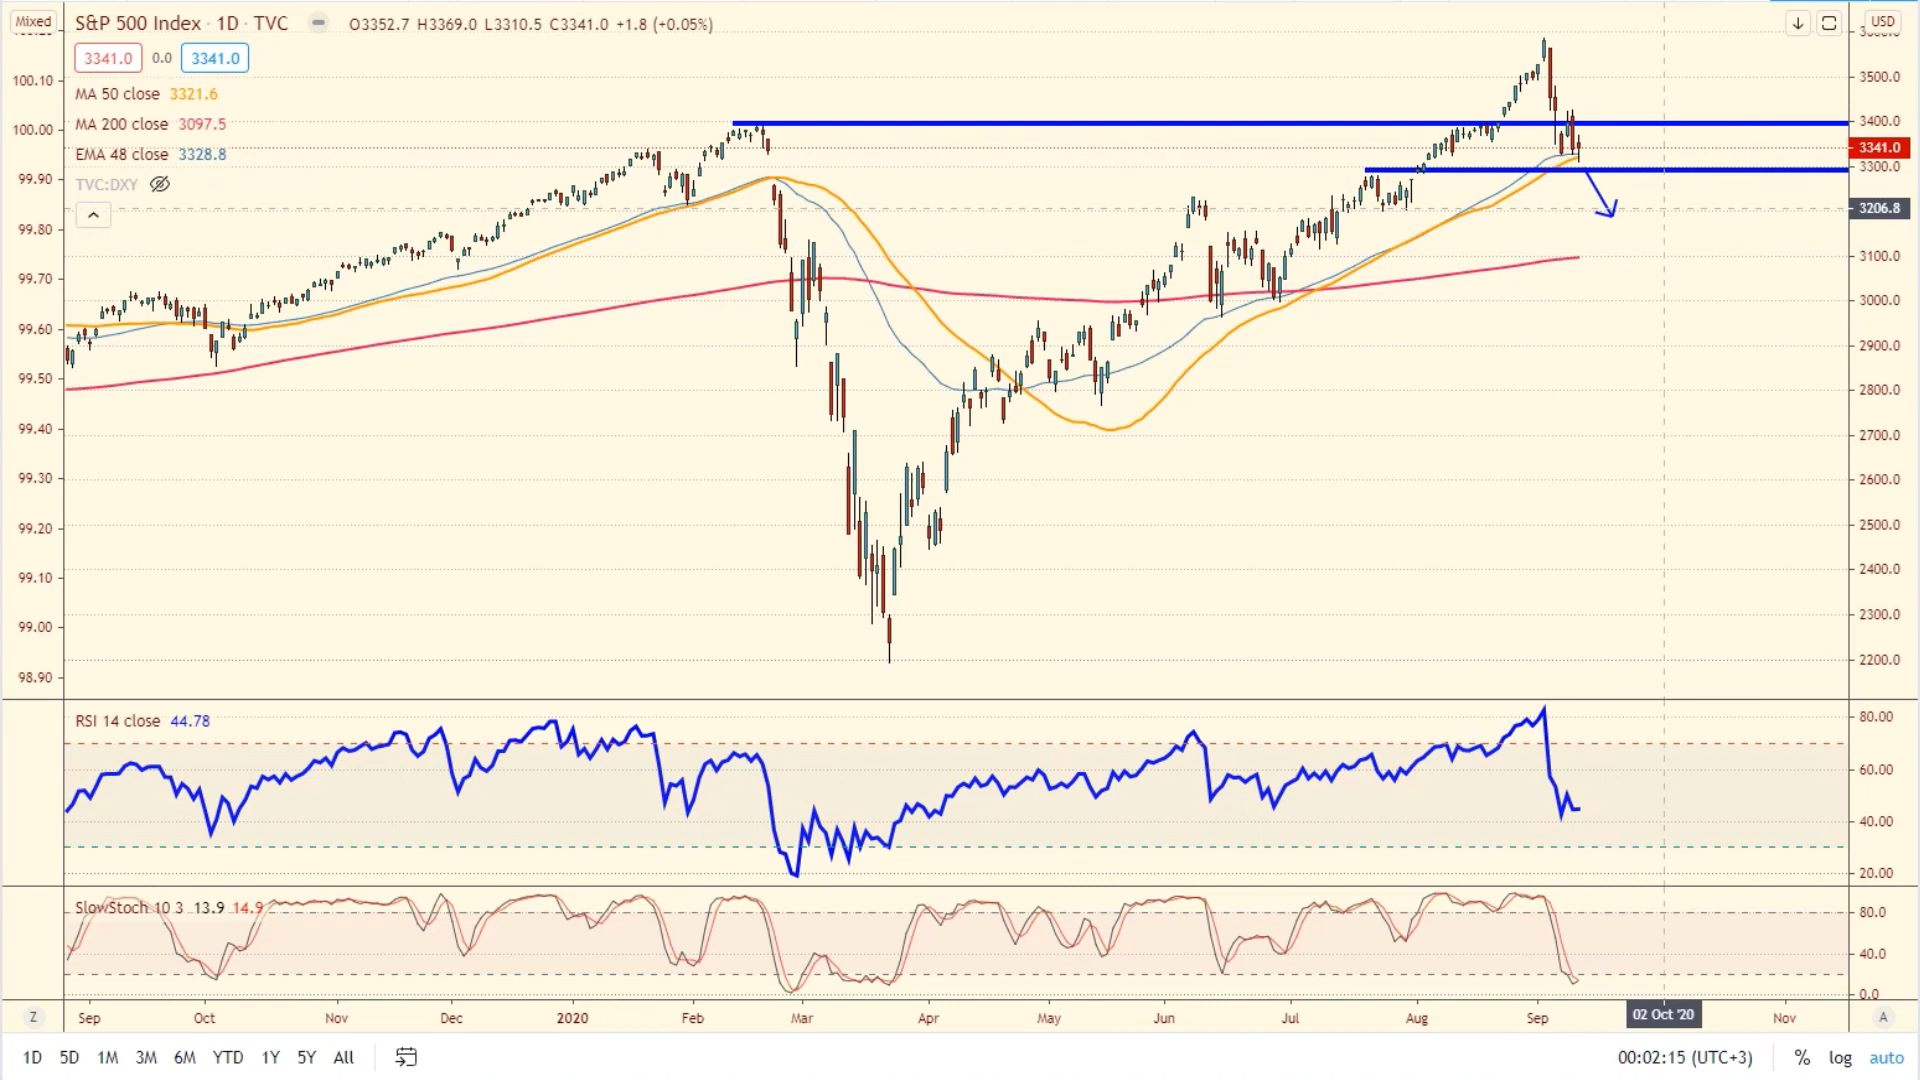 Mixed
S&P 500 Index · 1D · TVC
O3352.7 H3369.0 L3310.5 C3341.0 +1.8 (+0.05%)
USD
3341.0 0.0 3341.0
MA 50 close 3321.6
MA 200 close 3097.5
EMA 48 close 3328.8
TVC:DXY
100.10
100.00
99.90
99.80
99.70
99.60
99.50
99.40
99.30
99.20
99.10
99.00
98.90
3500.0
3400.0
3341.0
3300.0
3206.8
3100.0
3000.0
2900.0
2800.0
2700.0
2600.0
2500.0
2400.0
2300.0
2200.0
RSI 14 close 44.78
80.00
60.00
40.00
20.00
SlowStoch 10 3 13.9 14.9
80.0
40.0
0.0
Z Sep Oct Nov Dec 2020 Feb Mar Apr May Jun Jul Aug Sep 02 Oct '20 Nov A
1D 5D 1M 3M 6M YTD 1Y 5Y All 00:02:15 (UTC+3) % log auto